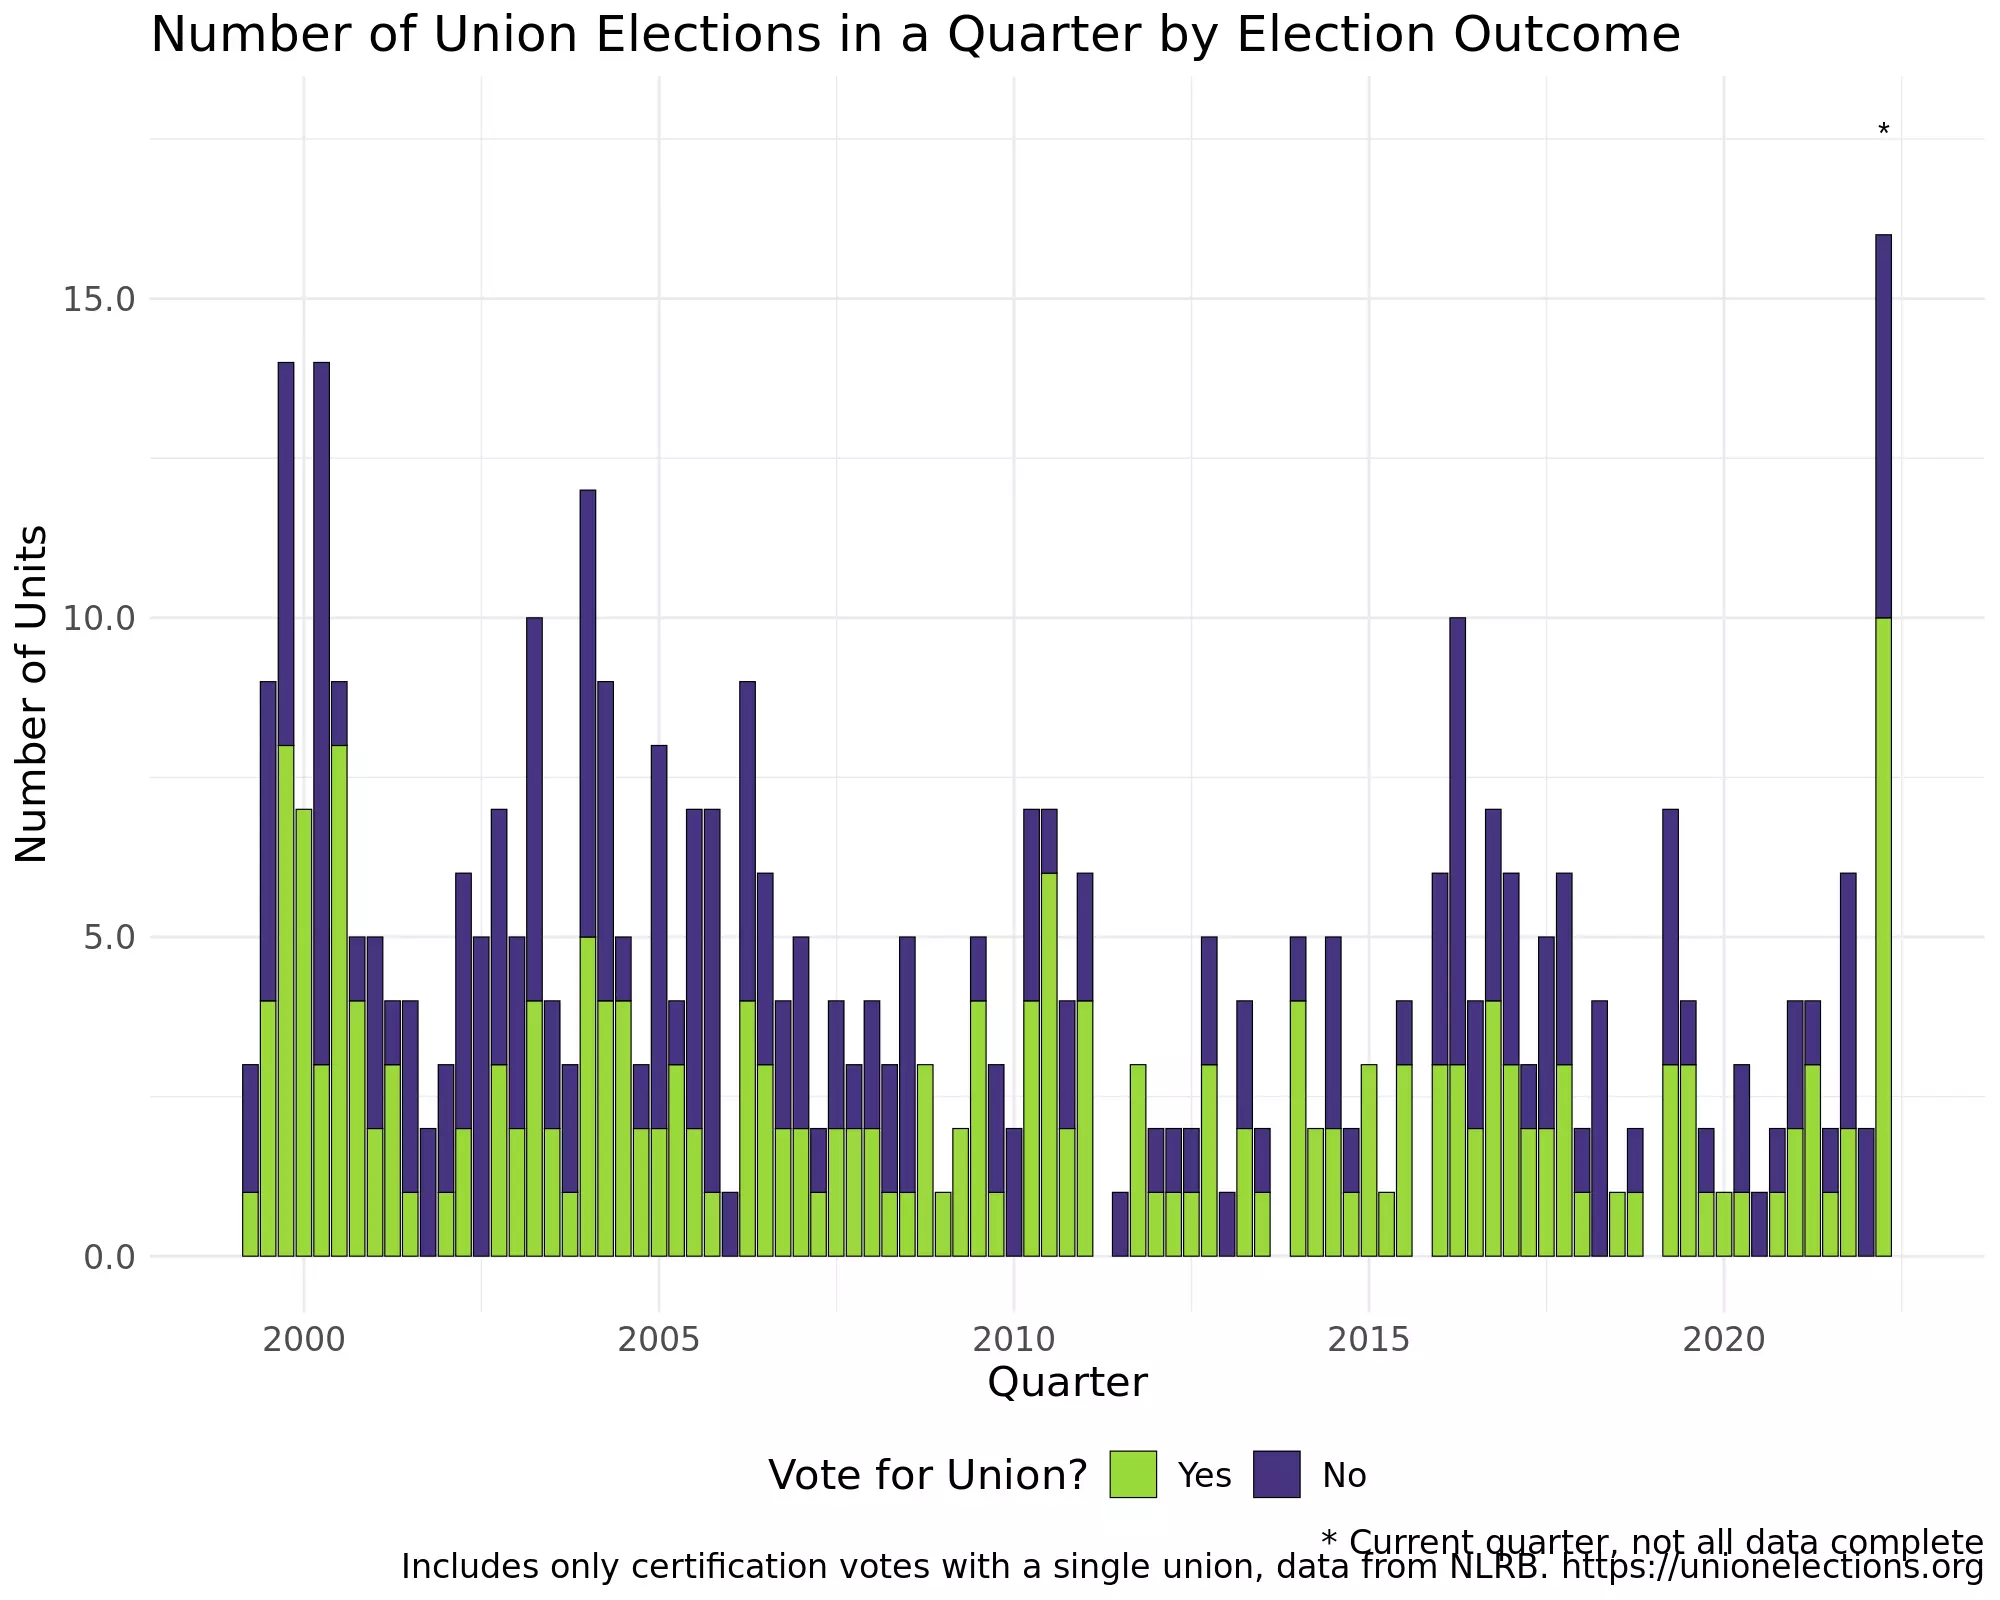 Number of Union Elections in a Quarter by Election Outcome
*
15.0
10.0
5.0
0.0
Number of Units
2000 2005 2010 2015 2020
Quarter
Vote for Union? Yes No
* Current quarter, not all data complete
Includes only certification votes with a single union, data from NLRB. https://unionelections.org